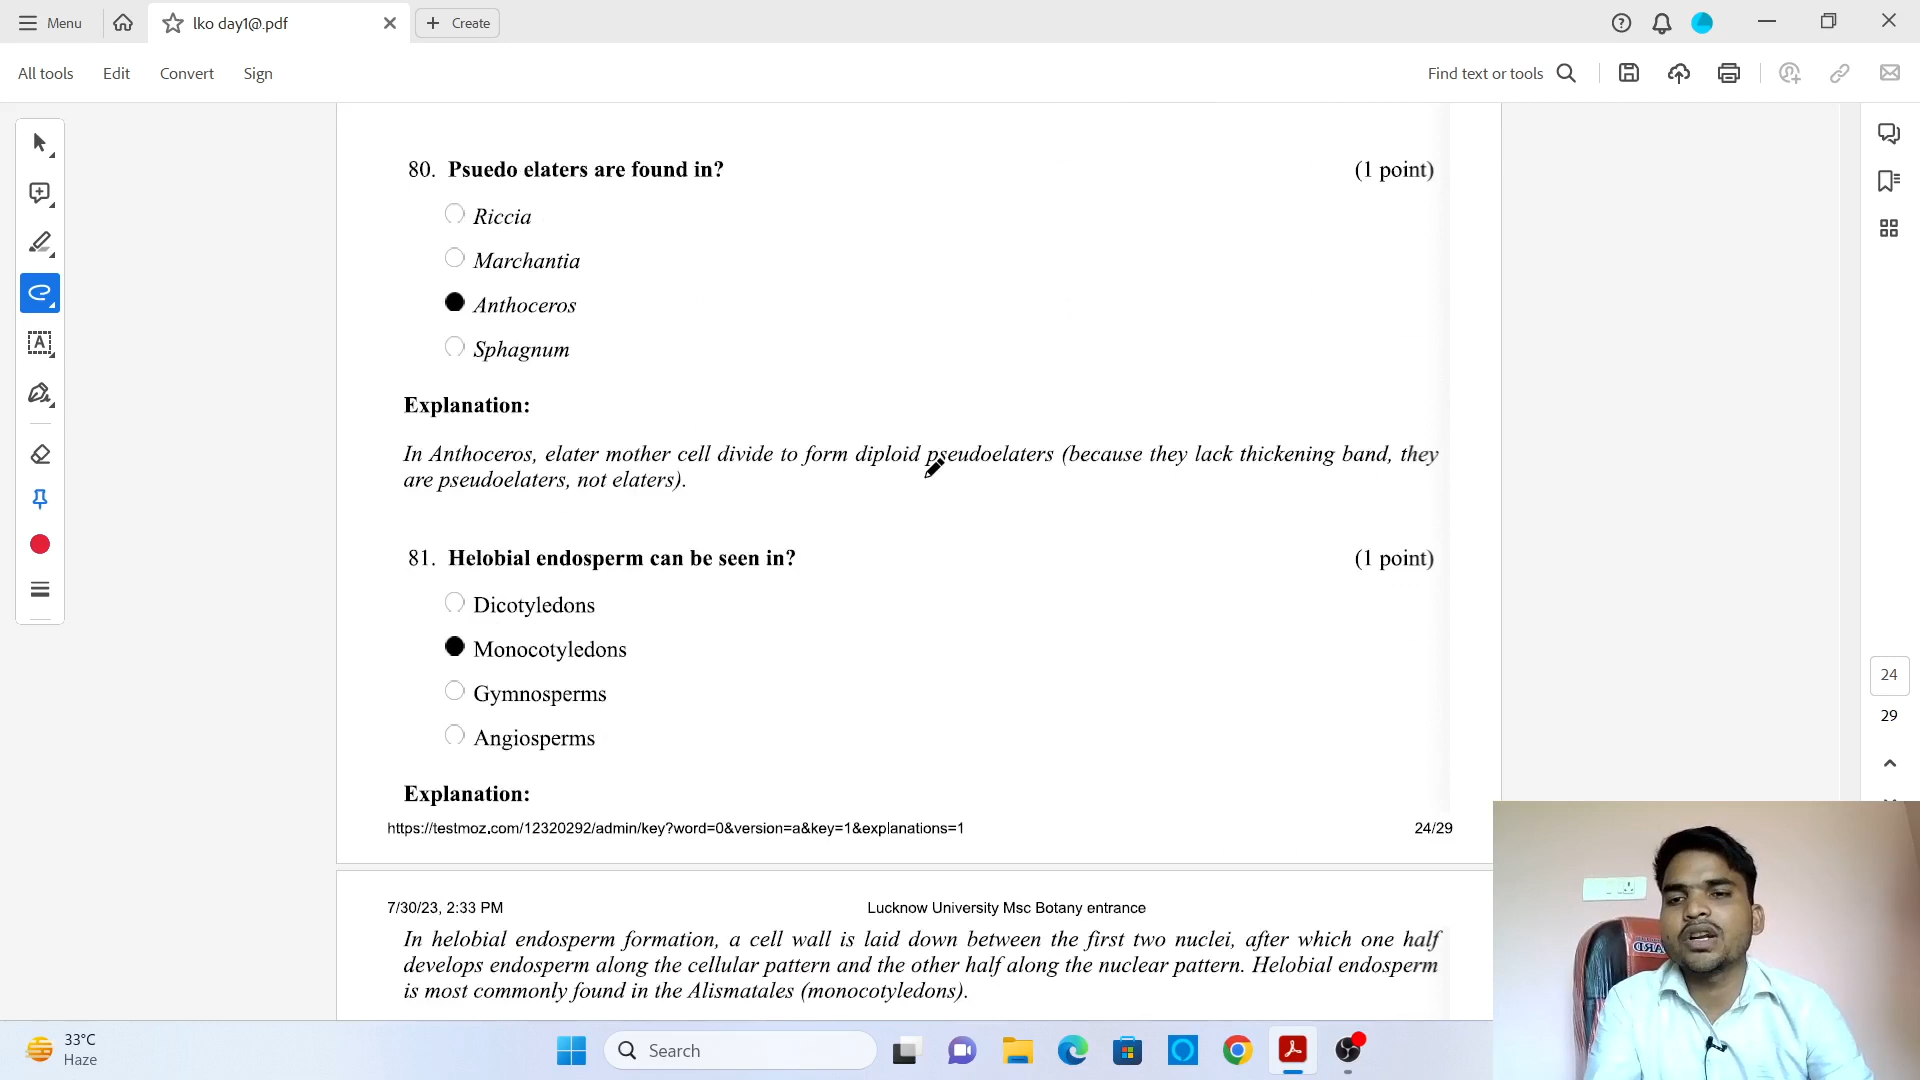 Menu
lko day1@.pdf
Create
All tools
Edit
Convert
Sign
Find text or tools
80. Psuedo elaters are found in? (1 point)
Riccia
Marchantia
Anthoceros
Sphagnum
Explanation:
In Anthoceros, elater mother cell divide to form diploid pseudoelaters (because they lack thickening band, they
are pseudoelaters, not elaters).
81. Helobial endosperm can be seen in? (1 point)
Dicotyledons
Monocotyledons
Gymnosperms
Angiosperms
Explanation:
https://testmoz.com/12320292/admin/key?word=0&version=a&key=1&explanations=1 24/29
7/30/23, 2:33 PM Lucknow University Msc Botany entrance
In helobial endosperm formation, a cell wall is laid down between the first two nuclei, after which one half
develops endosperm along the cellular pattern and the other half along the nuclear pattern. Helobial endosperm
is most commonly found in the Alismatales (monocotyledons).
24
29
33°C
Haze
Search